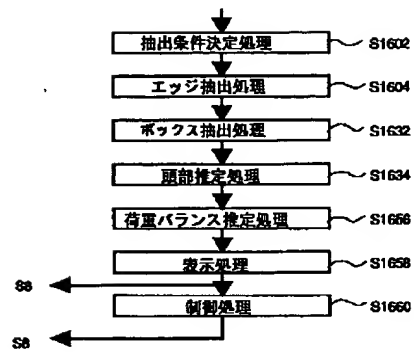 抽出条件決定処理 S1602
エッジ抽出処理 S1604
ボックス抽出処理 S1632
頭部推定処理 S1634
荷重バランス推定処理 S1656
表示処理 S1658
S8
制御処理 S1660
S8